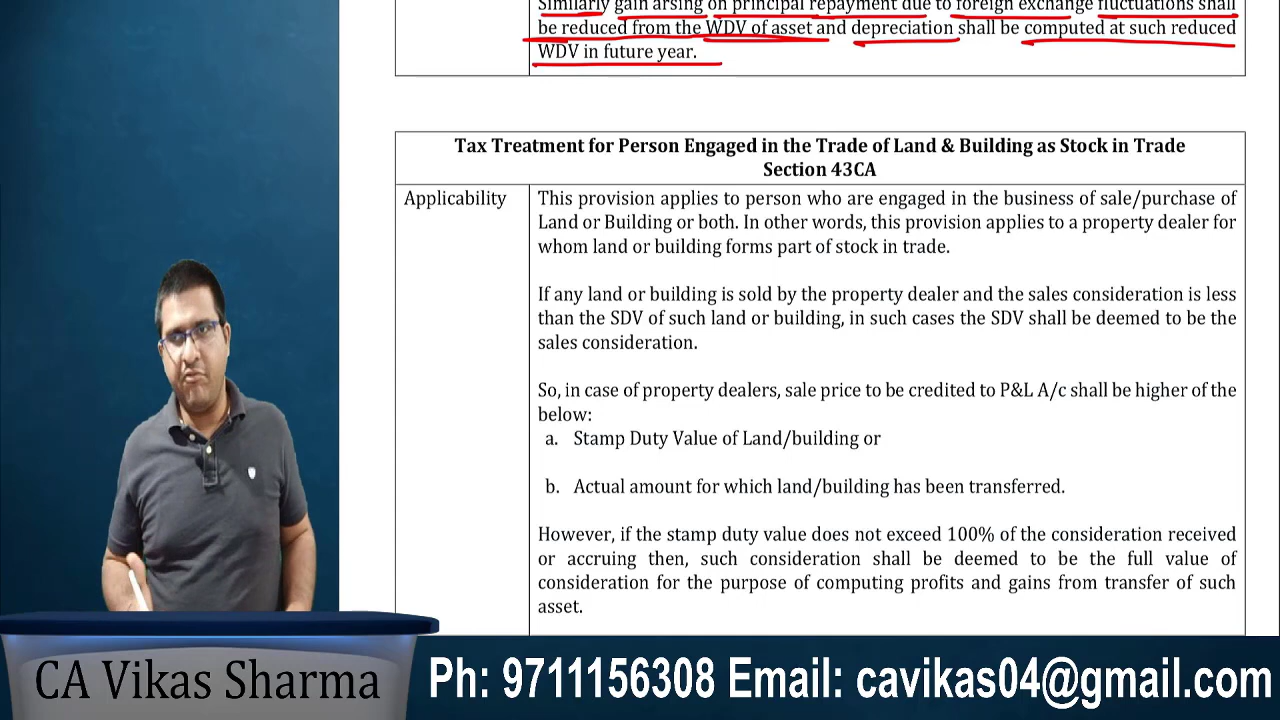 Similarly gain arsing on principal repayment due to foreign exchange fluctuations shall
be reduced from the WDV of asset and depreciation shall be computed at such reduced
WDV in future year.
Tax Treatment for Person Engaged in the Trade of Land & Building as Stock in Trade
Section 43CA
Applicability
This provision applies to person who are engaged in the business of sale/purchase of
Land or Building or both. In other words, this provision applies to a property dealer for
whom land or building forms part of stock in trade.
If any land or building is sold by the property dealer and the sales consideration is less
than the SDV of such land or building, in such cases the SDV shall be deemed to be the
sales consideration.
So, in case of property dealers, sale price to be credited to P&L A/c shall be higher of the
below:
a. Stamp Duty Value of Land/building or
b. Actual amount for which land/building has been transferred.
However, if the stamp duty value does not exceed 100% of the consideration received
or accruing then, such consideration shall be deemed to be the full value of
consideration for the purpose of computing profits and gains from transfer of such
asset.
CA Vikas Sharma
Ph: 9711156308 Email: cavikas04@gmail.com